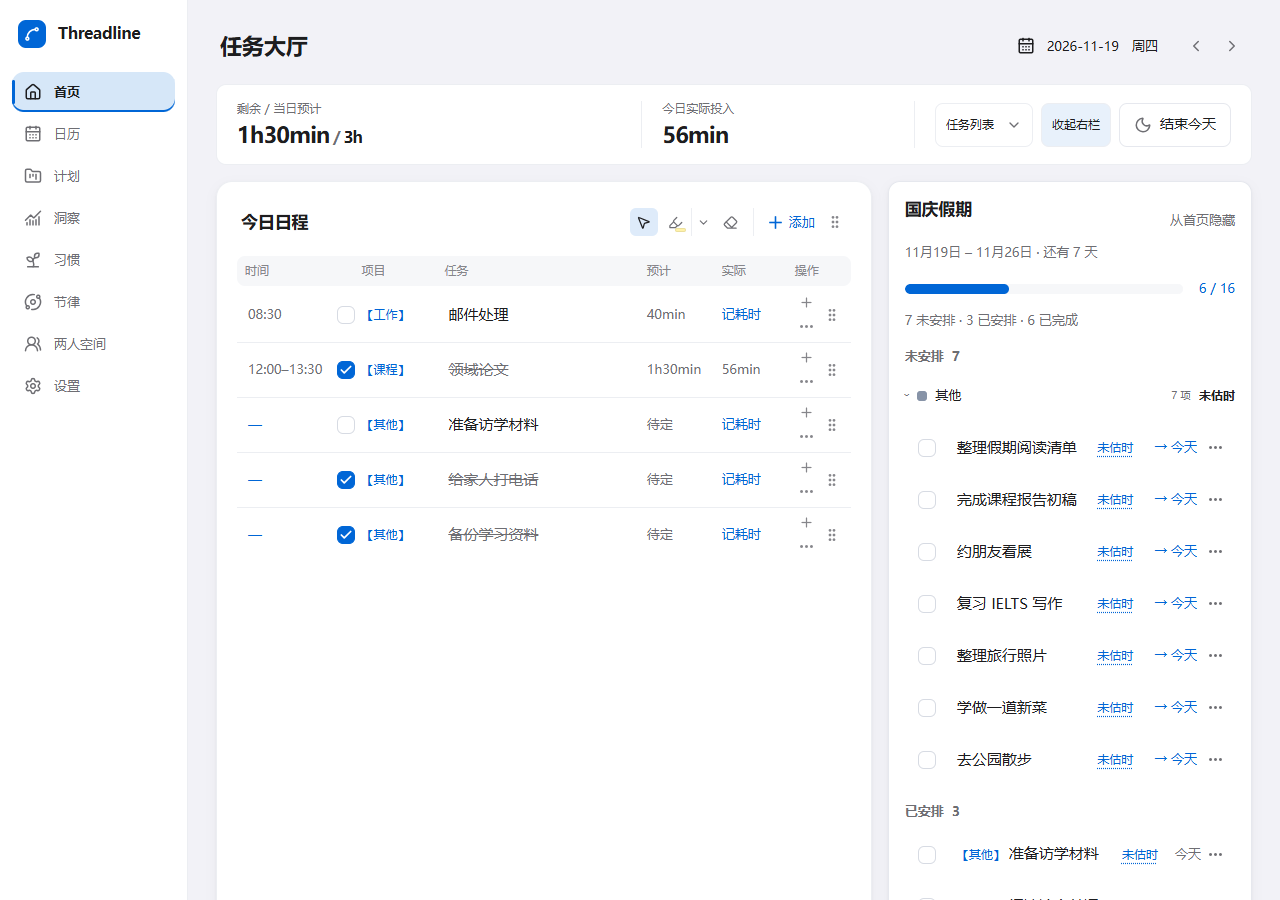 Threadline
首页
日历
计划
洞察
习惯
节律
两人空间
设置
任务大厅
2026-11-19 周四
剩余 / 当日预计
1h30min / 3h
今日实际投入
56min
任务列表
收起右栏
结束今天
今日日程
添加
时间 项目 任务 预计 实际 操作
08:30 【工作】 邮件处理 40min 记耗时
12:00–13:30 【课程】 领域论文 1h30min 56min
— 【其他】 准备访学材料 待定 记耗时
— 【其他】 给家人打电话 待定 记耗时
— 【其他】 备份学习资料 待定 记耗时
国庆假期
从首页隐藏
11月19日 – 11月26日 · 还有 7 天
6 / 16
7 未安排 · 3 已安排 · 6 已完成
未安排 7
其他 7 项 未估时
整理假期阅读清单 未估时 → 今天
完成课程报告初稿 未估时 → 今天
约朋友看展 未估时 → 今天
复习 IELTS 写作 未估时 → 今天
整理旅行照片 未估时 → 今天
学做一道新菜 未估时 → 今天
去公园散步 未估时 → 今天
已安排 3
【其他】 准备访学材料 未估时 今天